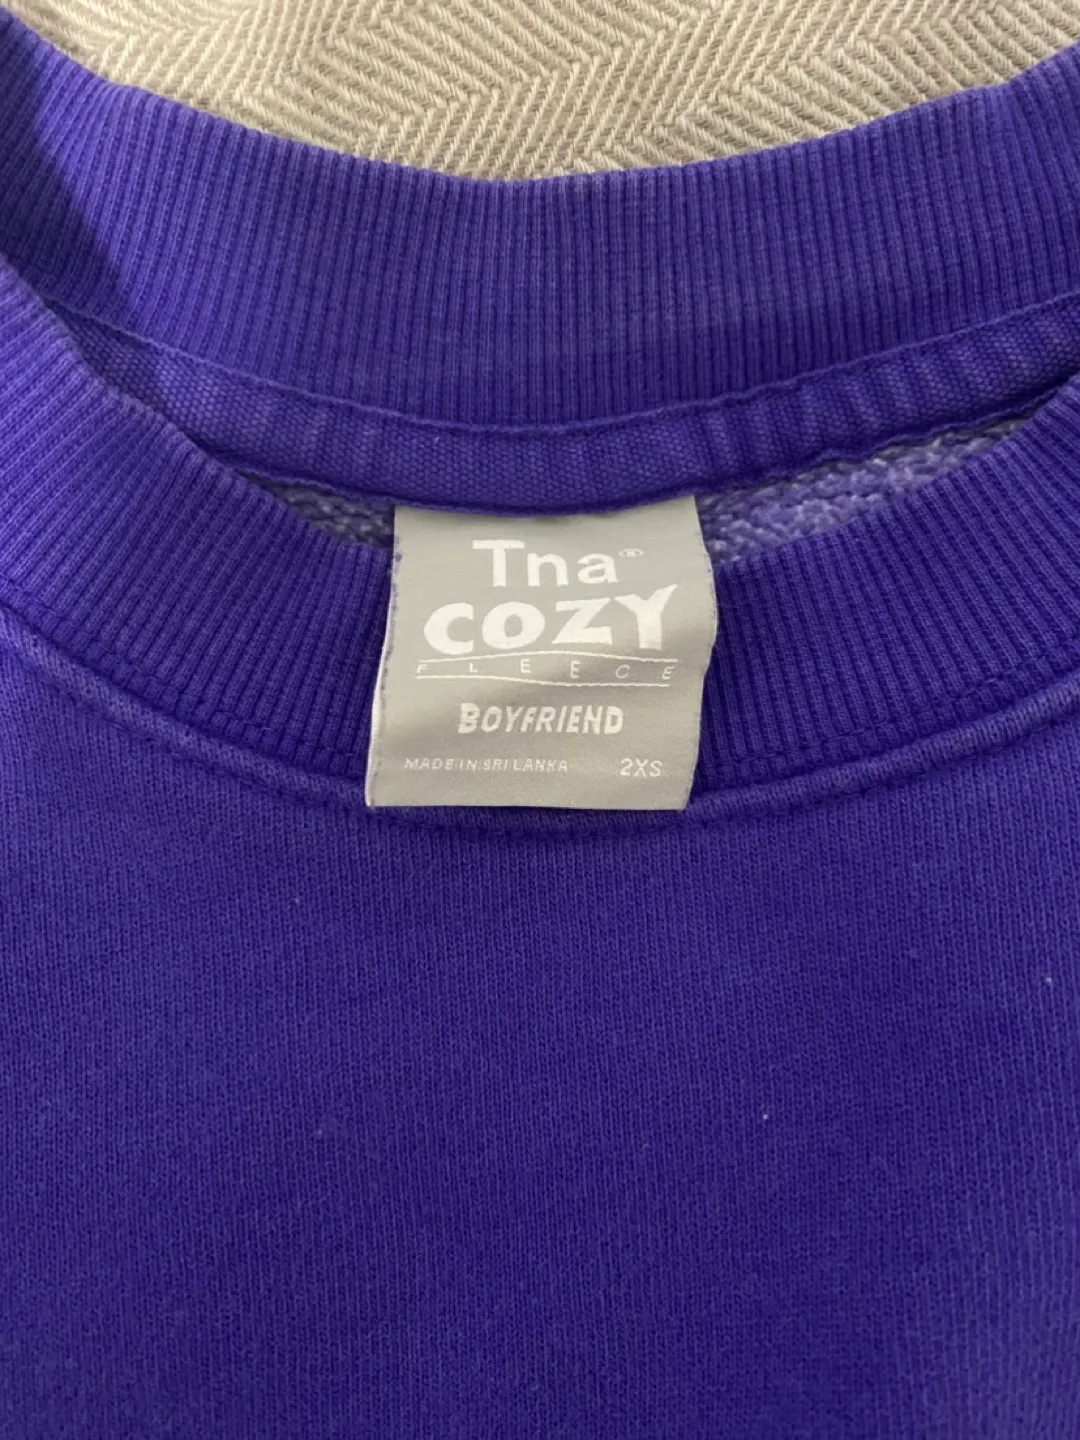 Tna®
COZY
FLEECE
BOYFRIEND
MADE IN SRI LANKA 2XS